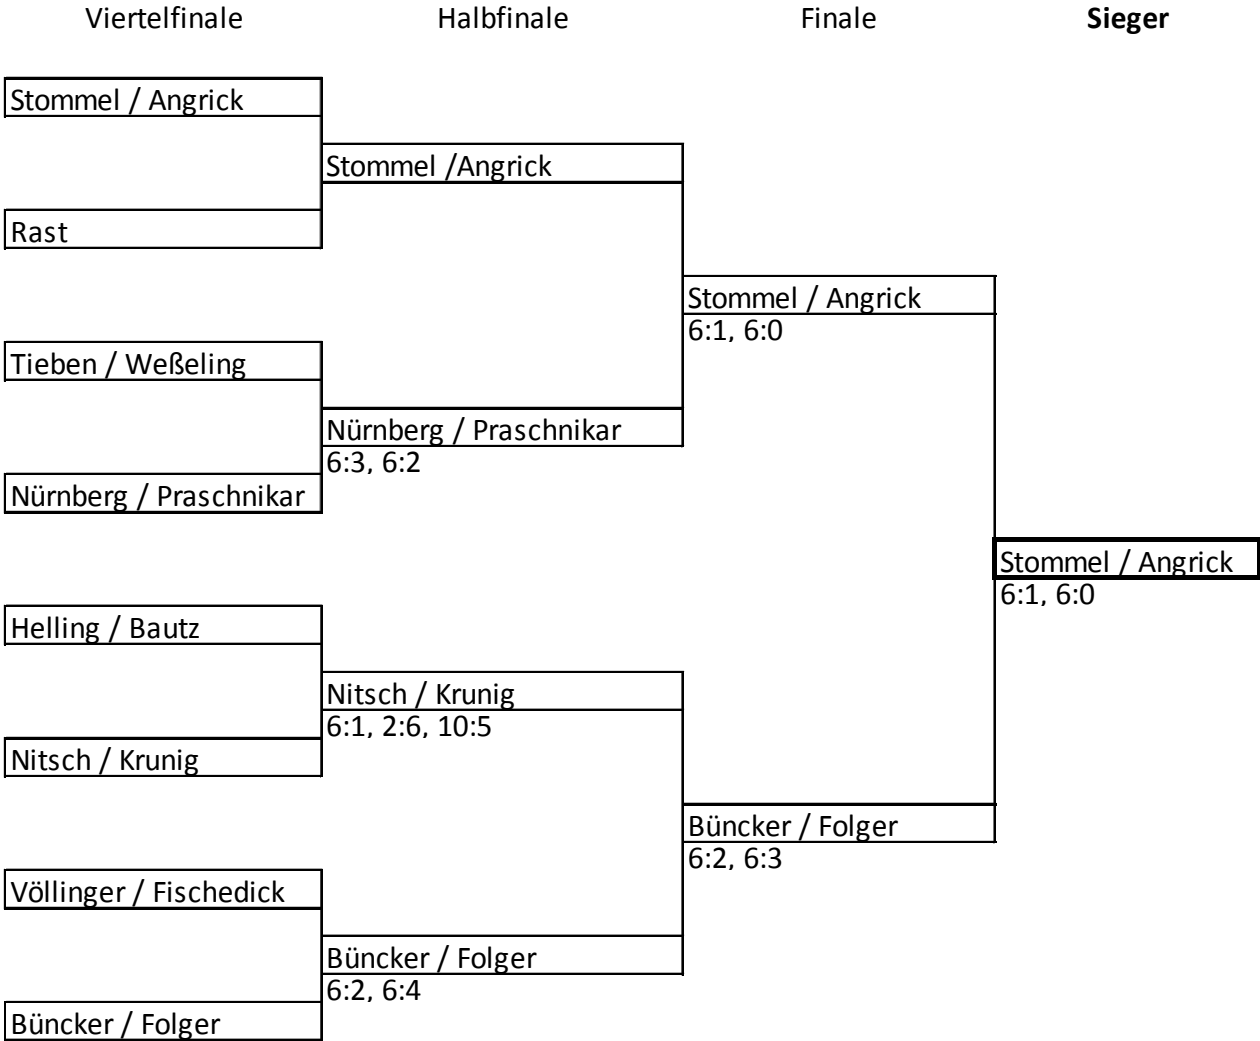 Viertelfinale Halbfinale Finale Sieger
Stommel / Angrick
Stommel /Angrick
Rast
Stommel / Angrick
6:1, 6:0
Tieben / Weßeling
Nürnberg / Praschnikar
6:3, 6:2
Nürnberg / Praschnikar
Stommel / Angrick
6:1, 6:0
Helling / Bautz
Nitsch / Krunig
6:1, 2:6, 10:5
Nitsch / Krunig
Büncker / Folger
6:2, 6:3
Völlinger / Fischedick
Büncker / Folger
6:2, 6:4
Büncker / Folger